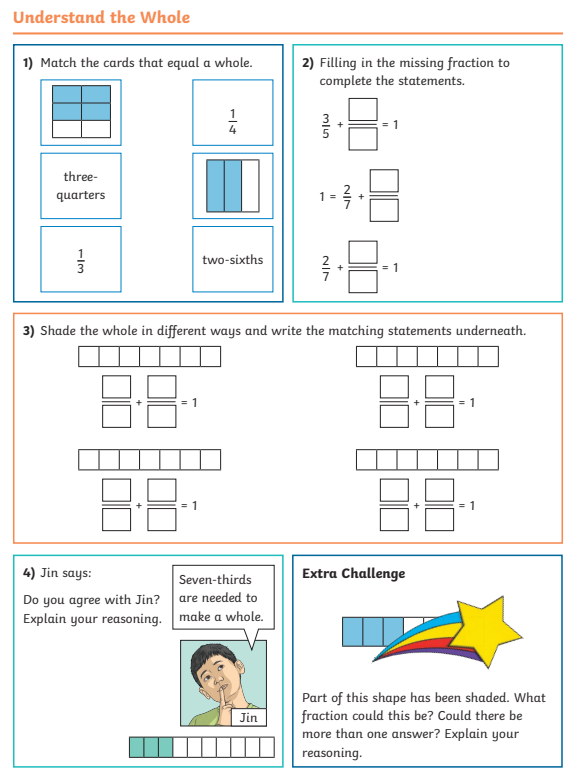 Understand the Whole
1) Match the cards that equal a whole.
1/4
three-
quarters
1/3
two-sixths
2) Filling in the missing fraction to
complete the statements.
3/5 + = 1
1 = 2/7 +
2/7 + = 1
3) Shade the whole in different ways and write the matching statements underneath.
+ = 1
+ = 1
+ = 1
+ = 1
4) Jin says:
Do you agree with Jin?
Explain your reasoning.
Seven-thirds
are needed to
make a whole.
Jin
Extra Challenge
Part of this shape has been shaded. What
fraction could this be? Could there be
more than one answer? Explain your
reasoning.